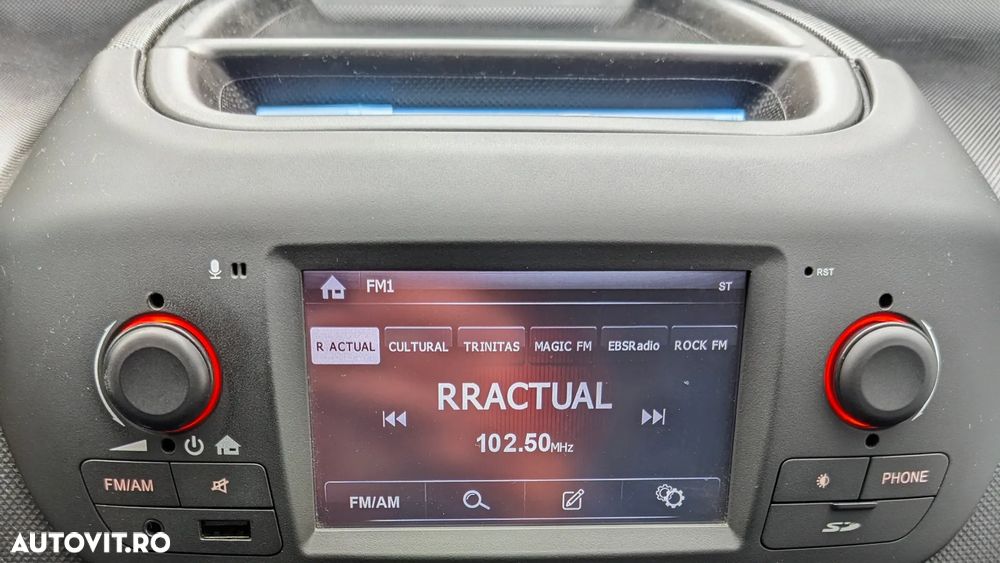 RST
FM1
ST
R ACTUAL CULTURAL TRINITAS MAGIC FM EBSRadio ROCK FM
RRACTUAL
102.50MHz
FM/AM
FM/AM
PHONE
SD
AUTOVIT.RO